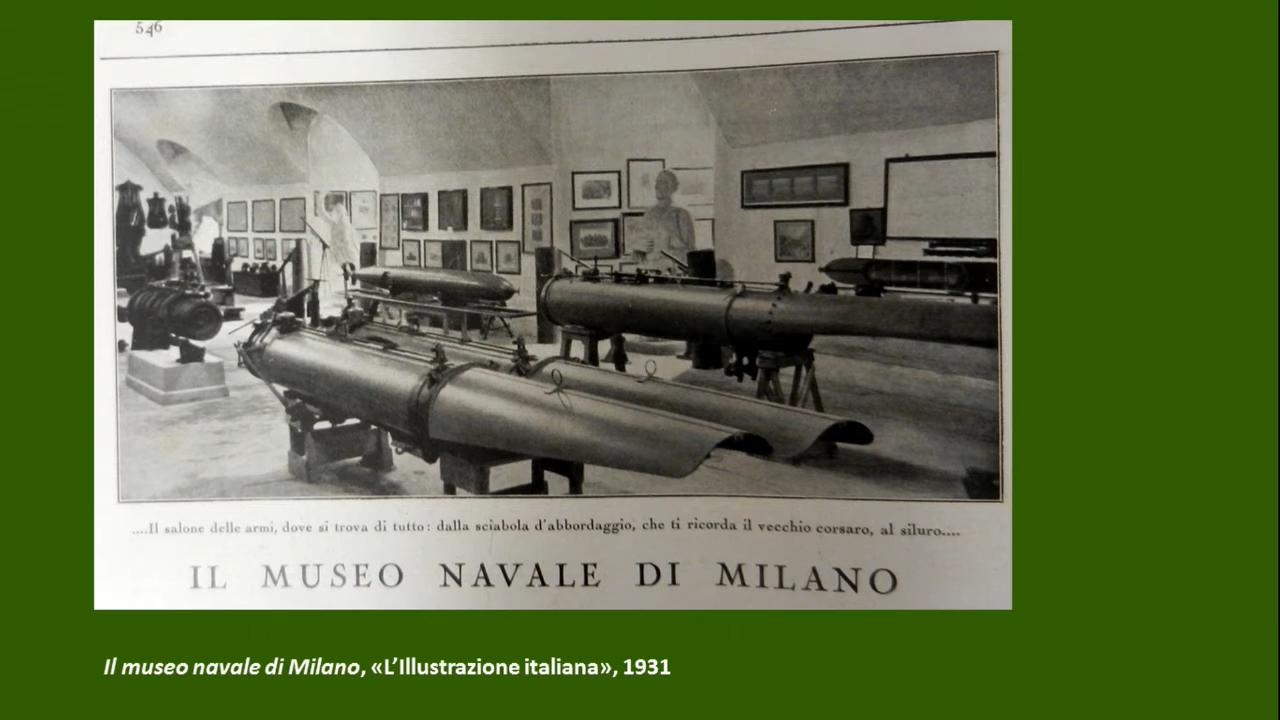 546
....Il salone delle armi, dove si trova di tutto: dalla sciabola d'abbordaggio, che ti ricorda il vecchio corsaro, al siluro....
IL MUSEO NAVALE DI MILANO
Il museo navale di Milano, «L'Illustrazione italiana», 1931